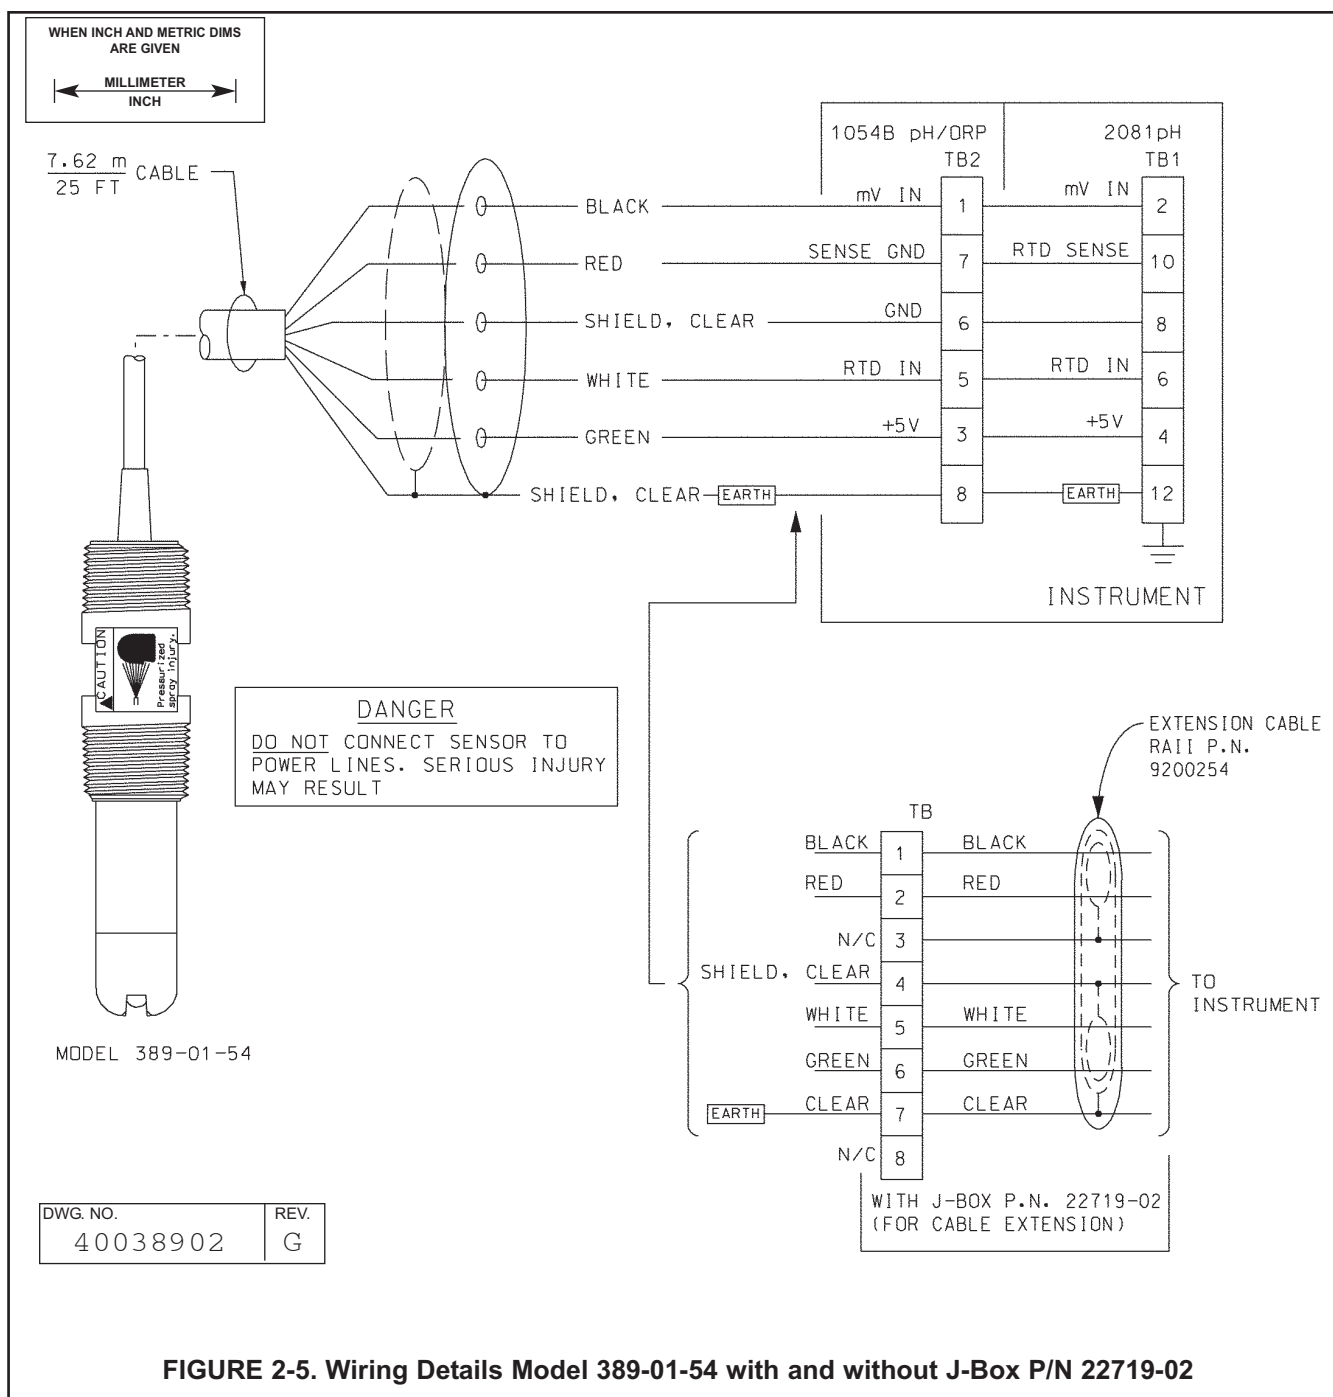 WHEN INCH AND METRIC DIMS
ARE GIVEN
MILLIMETER
INCH
7.62 m
25 FT
CABLE
1054B pH/ORP
TB2
2081pH
TB1
BLACK
mV IN
1
mV IN
2
RED
SENSE GND
7
RTD SENSE
10
SHIELD, CLEAR
GND
6
8
WHITE
RTD IN
5
RTD IN
6
GREEN
+5V
3
+5V
4
SHIELD, CLEAR
EARTH
8
EARTH
12
INSTRUMENT
CAUTION
Pressurized
spray injury.
DANGER
DO NOT CONNECT SENSOR TO
POWER LINES. SERIOUS INJURY
MAY RESULT
EXTENSION CABLE
RAII P.N.
9200254
TB
BLACK
1
BLACK
RED
2
RED
N/C
3
SHIELD, CLEAR
4
WHITE
5
WHITE
GREEN
6
GREEN
EARTH
CLEAR
7
CLEAR
N/C
8
TO
INSTRUMENT
MODEL 389-01-54
WITH J-BOX P.N. 22719-02
(FOR CABLE EXTENSION)
DWG. NO.
40038902
REV.
G
FIGURE 2-5. Wiring Details Model 389-01-54 with and without J-Box P/N 22719-02